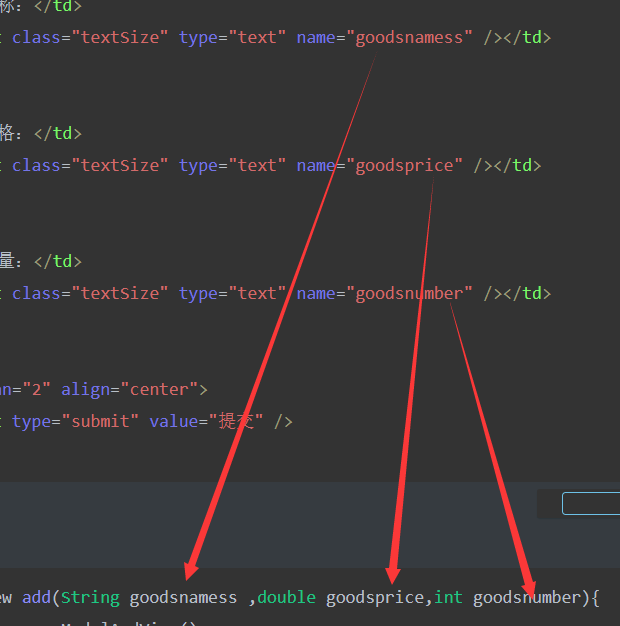 称：</td>
class="textSize" type="text" name="goodsnamess" /></td>
格：</td>
class="textSize" type="text" name="goodsprice" /></td>
量：</td>
class="textSize" type="text" name="goodsnumber" /></td>
an="2" align="center">
type="submit" value="提交" />
ew add(String goodsnamess ,double goodsprice,int goodsnumber){